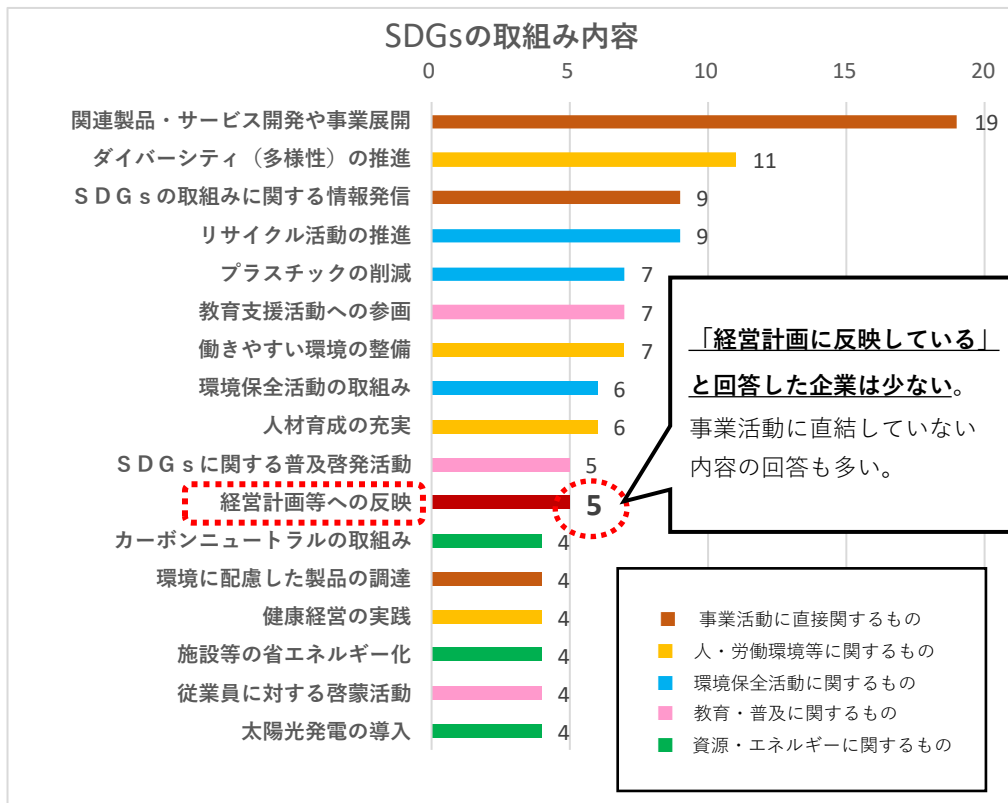 SDGsの取組み内容
0 5 10 15 20
関連製品・サービス開発や事業展開 19
ダイバーシティ（多様性）の推進 11
ＳＤＧｓの取組みに関する情報発信 9
リサイクル活動の推進 9
プラスチックの削減 7
教育支援活動への参画 7
働きやすい環境の整備 7
環境保全活動の取組み 6
人材育成の充実 6
ＳＤＧｓに関する普及啓発活動 5
経営計画等への反映 5
カーボンニュートラルの取組み 4
環境に配慮した製品の調達 4
健康経営の実践 4
施設等の省エネルギー化 4
従業員に対する啓蒙活動 4
太陽光発電の導入 4
「経営計画に反映している」
と回答した企業は少ない。
事業活動に直結していない
内容の回答も多い。
事業活動に直接関するもの
人・労働環境等に関するもの
環境保全活動に関するもの
教育・普及に関するもの
資源・エネルギーに関するもの